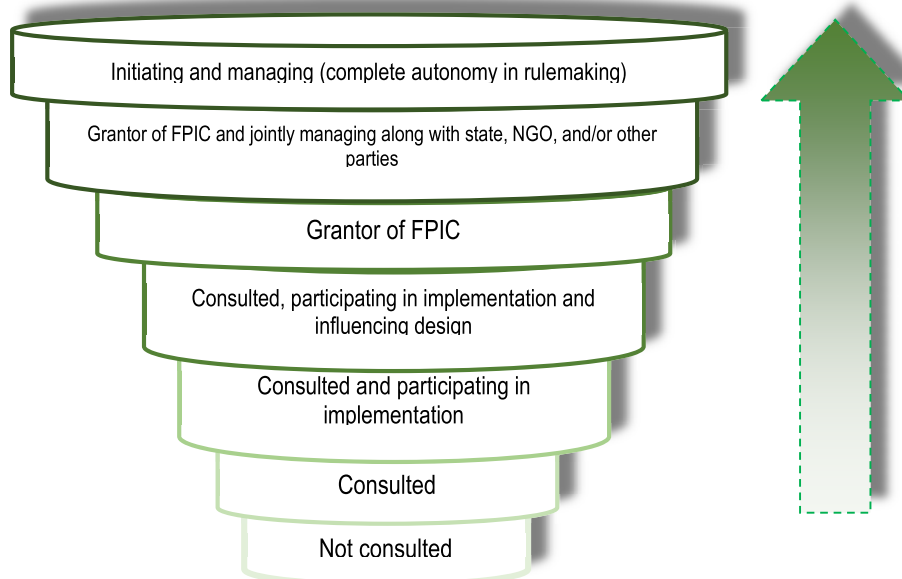 Initiating and managing (complete autonomy in rulemaking)
Grantor of FPIC and jointly managing along with state, NGO, and/or other
parties
Grantor of FPIC
Consulted, participating in implementation and
influencing design
Consulted and participating in
implementation
Consulted
Not consulted